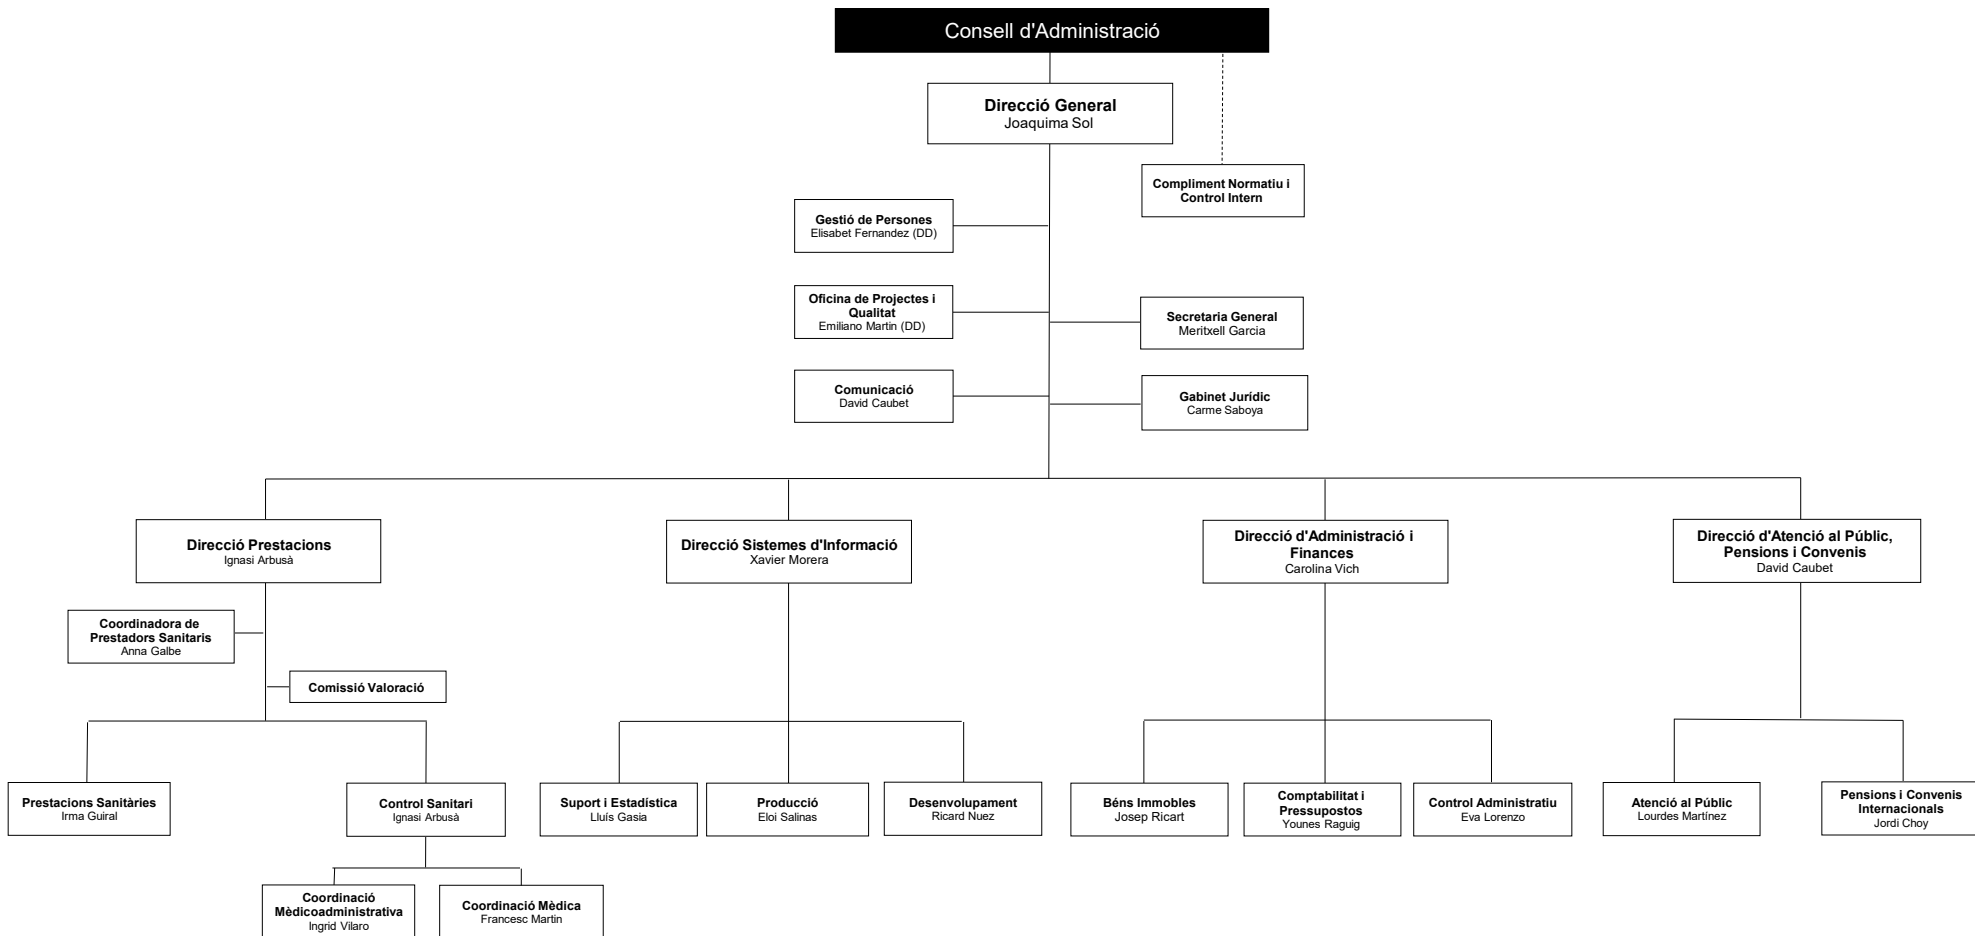 Consell d'Administració
Direcció General
Joaquima Sol
Compliment Normatiu i
Control Intern
Gestió de Persones
Elisabet Fernandez (DD)
Oficina de Projectes i
Qualitat
Emiliano Martin (DD)
Secretaria General
Meritxell Garcia
Comunicació
David Caubet
Gabinet Jurídic
Carme Saboya
Direcció Prestacions
Ignasi Arbusà
Direcció Sistemes d'Informació
Xavier Morera
Direcció d'Administració i
Finances
Carolina Vich
Direcció d'Atenció al Públic,
Pensions i Convenis
David Caubet
Coordinadora de
Prestadors Sanitaris
Anna Galbe
Comissió Valoració
Prestacions Sanitàries
Irma Guiral
Control Sanitari
Ignasi Arbusà
Suport i Estadística
Lluís Gasia
Producció
Eloi Salinas
Desenvolupament
Ricard Nuez
Béns Immobles
Josep Ricart
Comptabilitat i
Pressupostos
Younes Raguig
Control Administratiu
Eva Lorenzo
Atenció al Públic
Lourdes Martínez
Pensions i Convenis
Internacionals
Jordi Choy
Coordinació
Mèdicoadministrativa
Ingrid Vilaro
Coordinació Mèdica
Francesc Martin